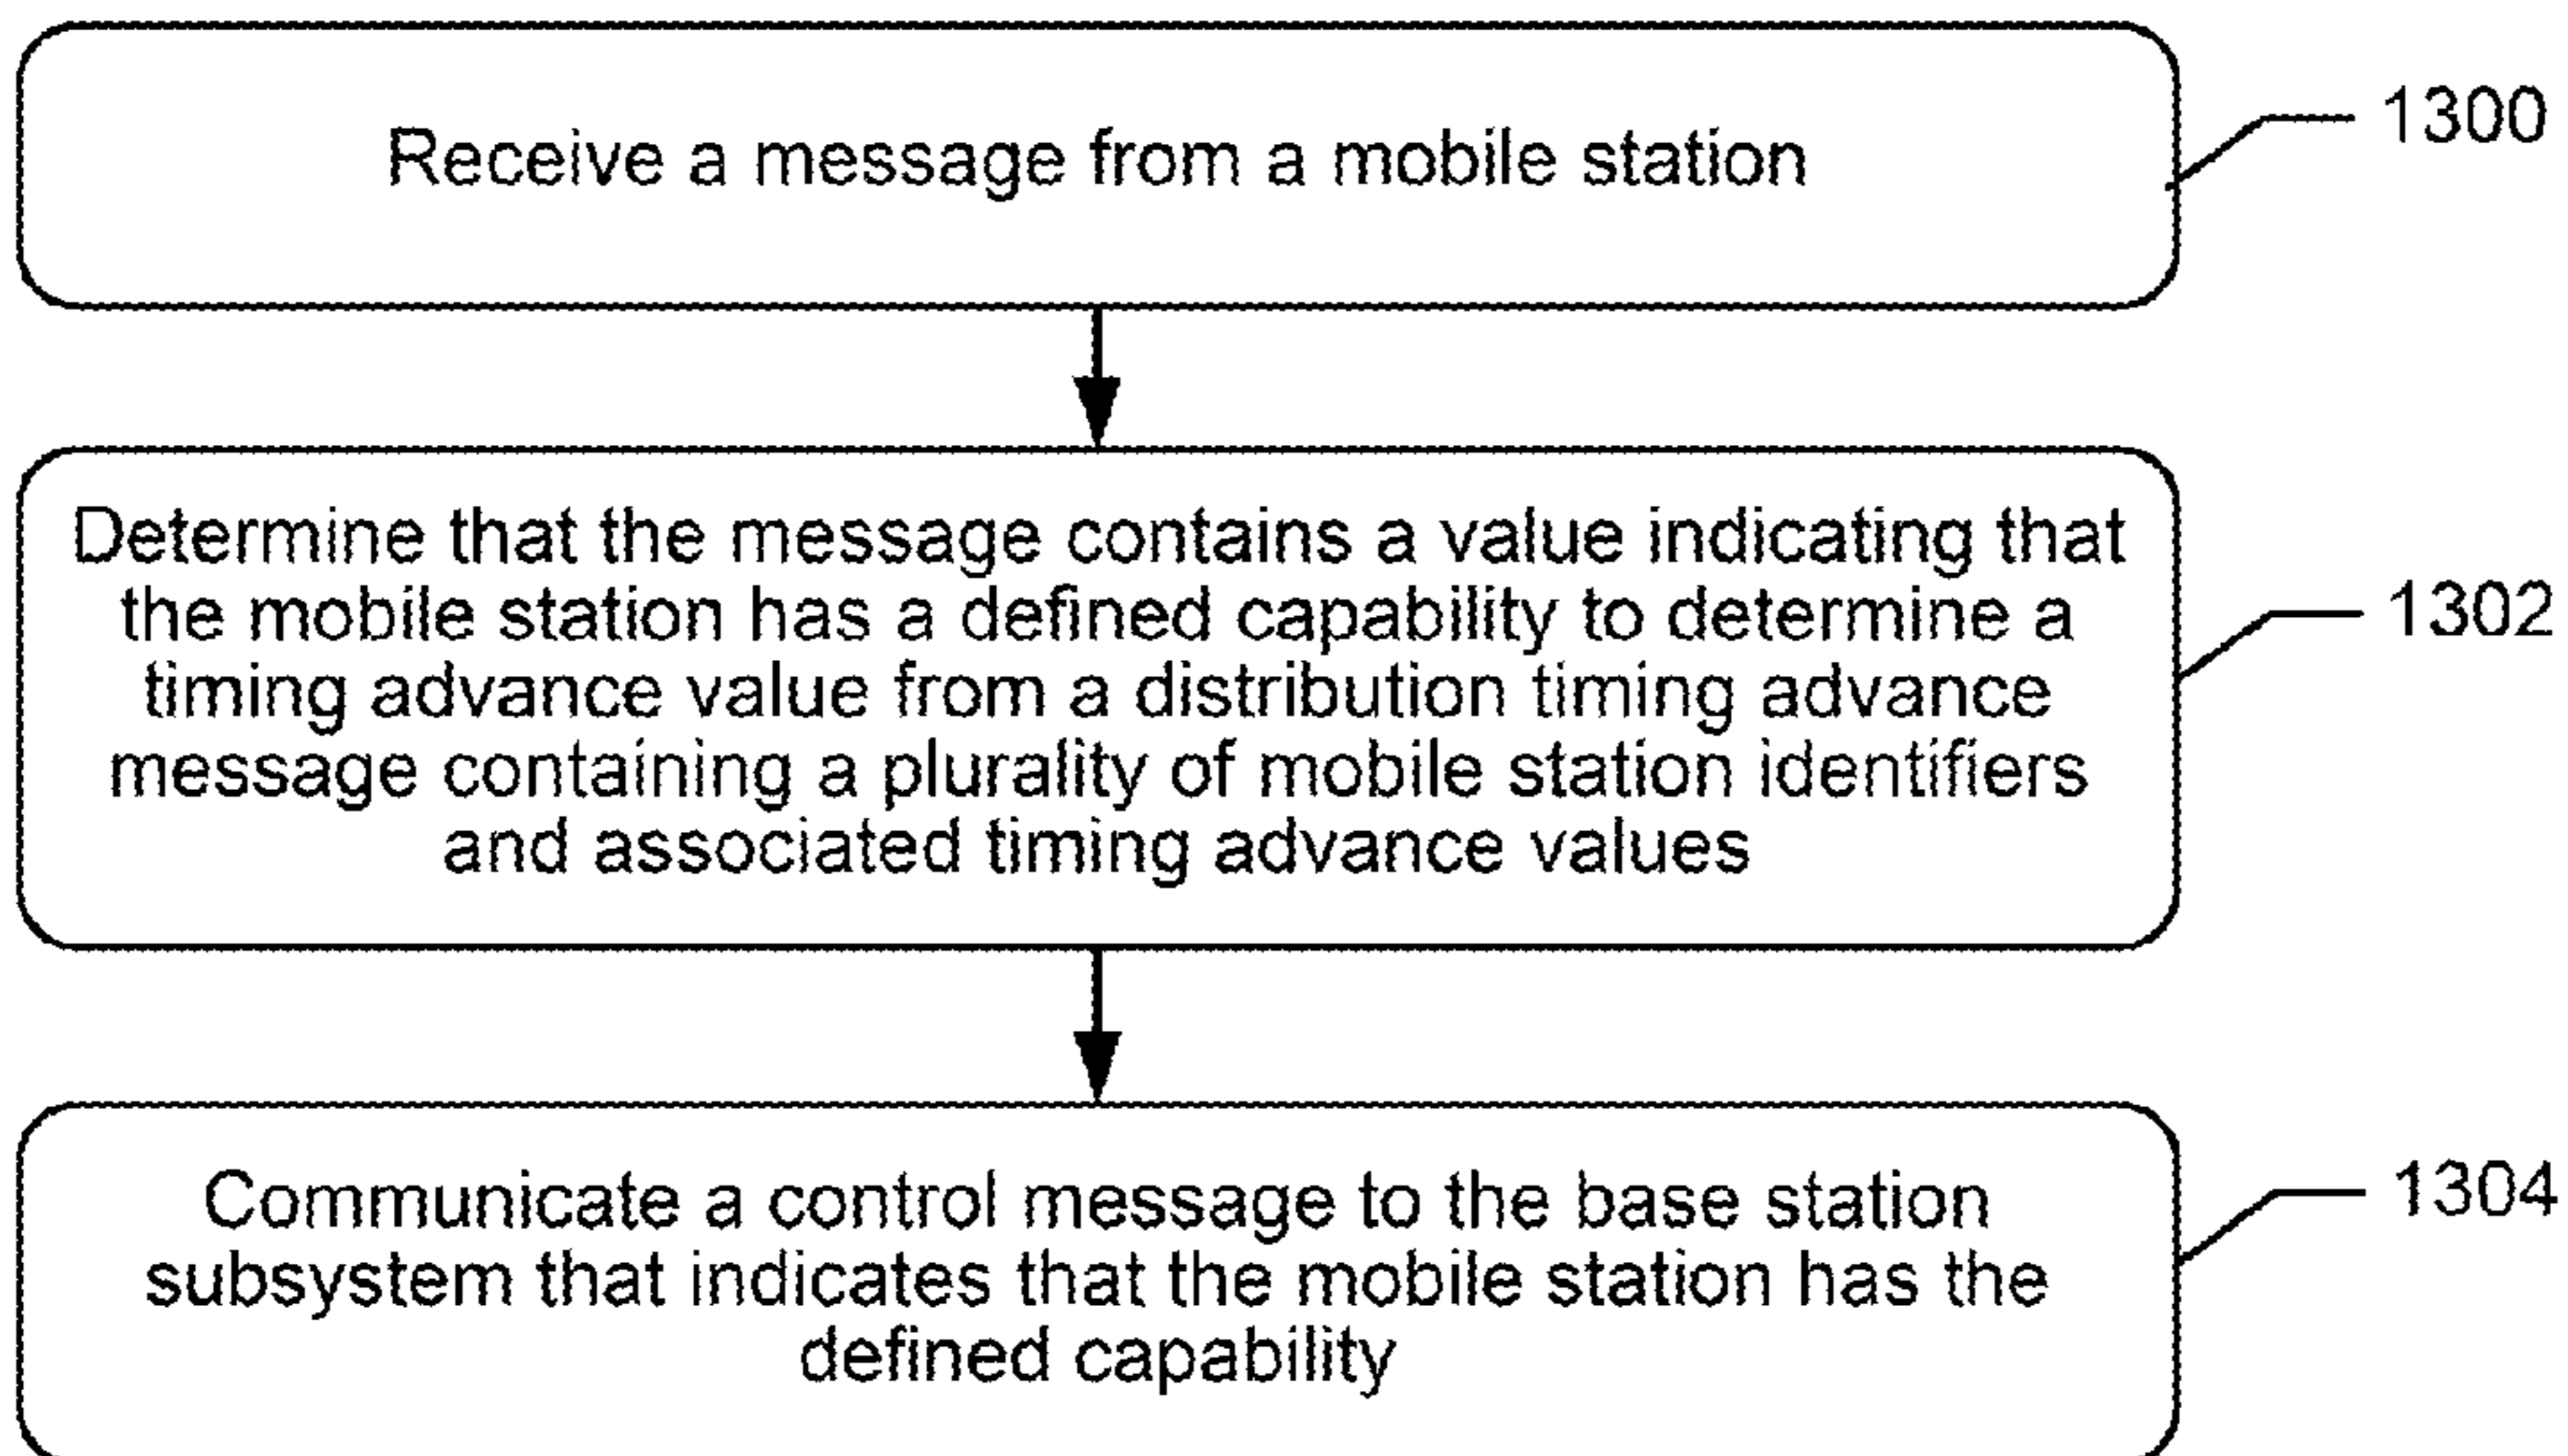 Receive a message from a mobile station
1300
Determine that the message contains a value indicating that
the mobile station has a defined capability to determine a
timing advance value from a distribution timing advance
message containing a plurality of mobile station identifiers
and associated timing advance values
1302
Communicate a control message to the base station
subsystem that indicates that the mobile station has the
defined capability
1304